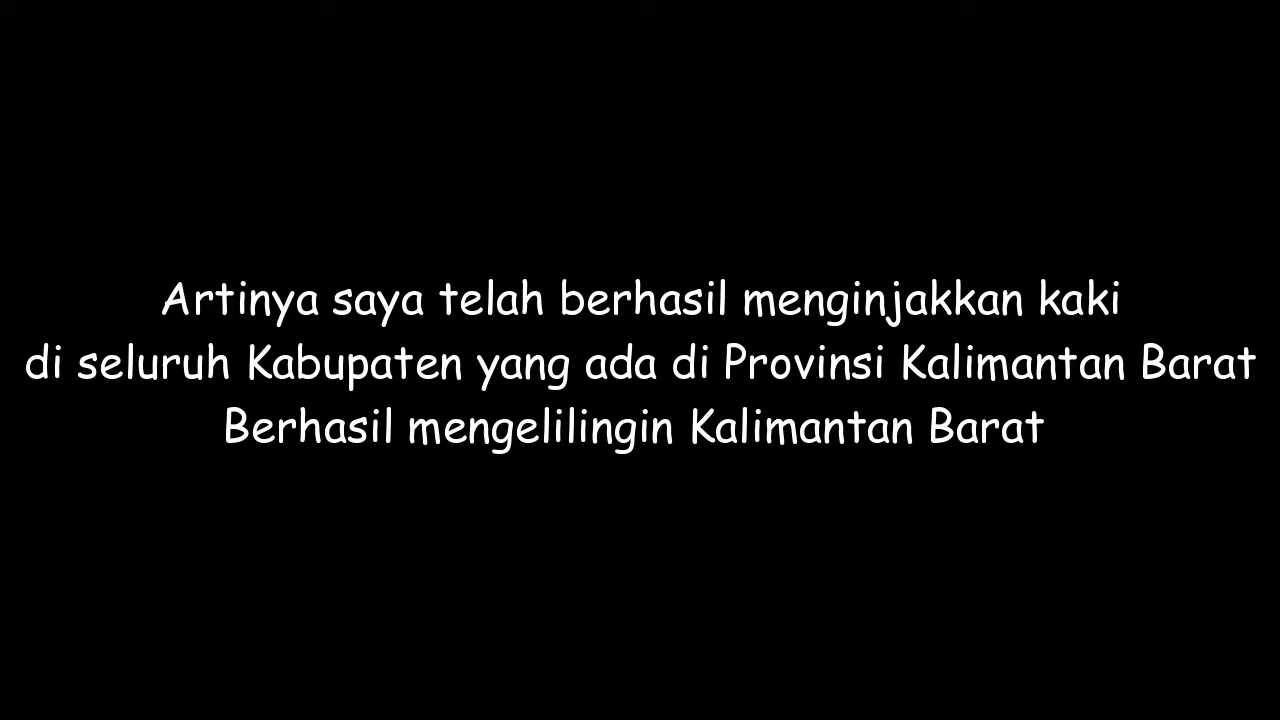 Artinya saya telah berhasil menginjakkan kaki
di seluruh Kabupaten yang ada di Provinsi Kalimantan Barat
Berhasil mengelilingin Kalimantan Barat